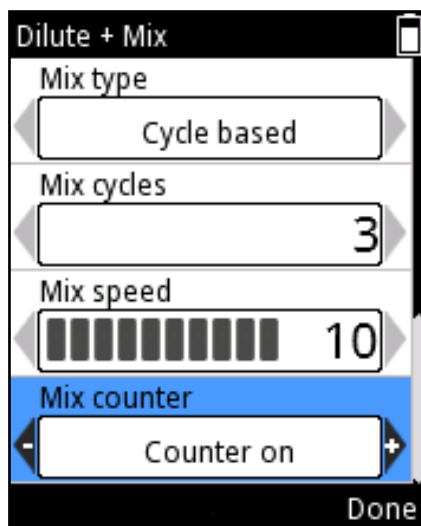 Dilute + Mix
Mix type
Cycle based
Mix cycles
3
Mix speed
10
Mix counter
- Counter on +
Done